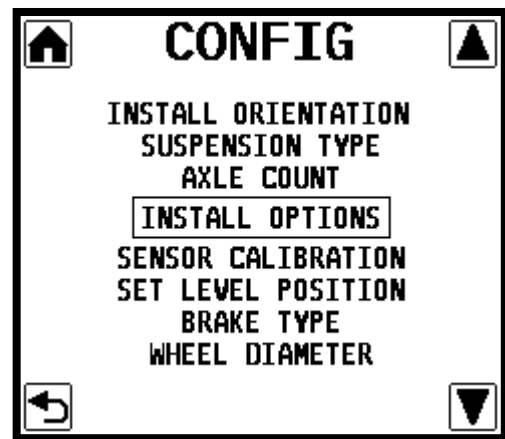 CONFIG
INSTALL ORIENTATION
SUSPENSION TYPE
AXLE COUNT
INSTALL OPTIONS
SENSOR CALIBRATION
SET LEVEL POSITION
BRAKE TYPE
WHEEL DIAMETER